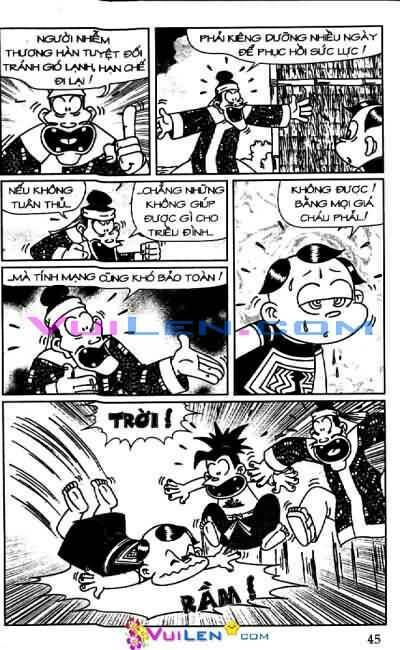 NGƯỜI NHIỄM
THƯƠNG HÀN TUYỆT ĐỐI
TRÁNH GIÓ LẠNH, HẠN CHẾ
ĐI LẠI!
PHẢI KIÊNG DƯỠNG NHIỀU NGÀY
ĐỂ PHỤC HỒI SỨC LỰC!
NẾU KHÔNG
TUÂN THỦ..
..CHẲNG NHỮNG
KHÔNG GIÚP
ĐƯỢC GÌ CHO
TRIỀU ĐÌNH..
KHÔNG ĐƯỢC!
BẰNG MỌI GIÁ
CHÁU PHẢI..
..MÀ TÍNH MẠNG CŨNG KHÓ BẢO TOÀN!
VUILEN.COM
TRỜI!
RẦM!
45
VUILEN.COM